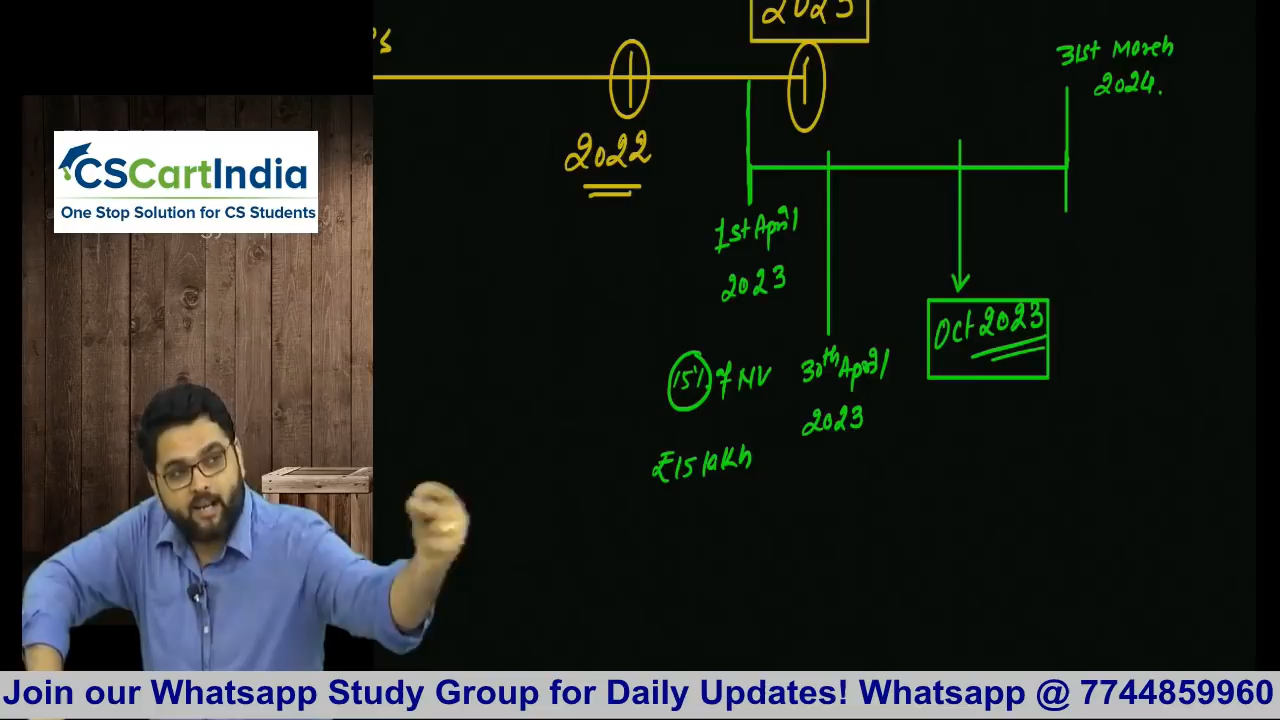 2023
31st March
2024.
2022
CSCartIndia
One Stop Solution for CS Students
1st April
2023
Oct 2023
15% of NV
30th April
2023
₹15 lakh
Join our Whatsapp Study Group for Daily Updates! Whatsapp @ 7744859960